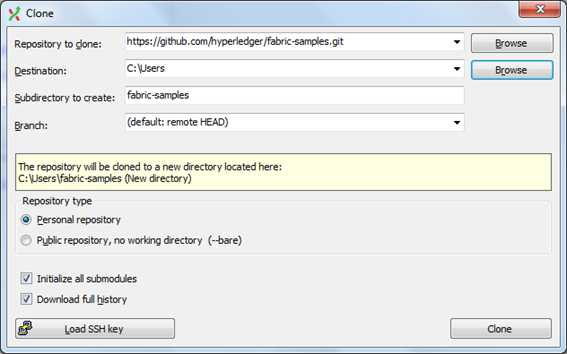 Clone
Repository to clone: https://github.com/hyperledger/fabric-samples.git Browse
Destination: C:\Users Browse
Subdirectory to create: fabric-samples
Branch: (default: remote HEAD)
The repository will be cloned to a new directory located here:
C:\Users\fabric-samples (New directory)
Repository type
Personal repository
Public repository, no working directory (--bare)
Initialize all submodules
Download full history
Load SSH key Clone